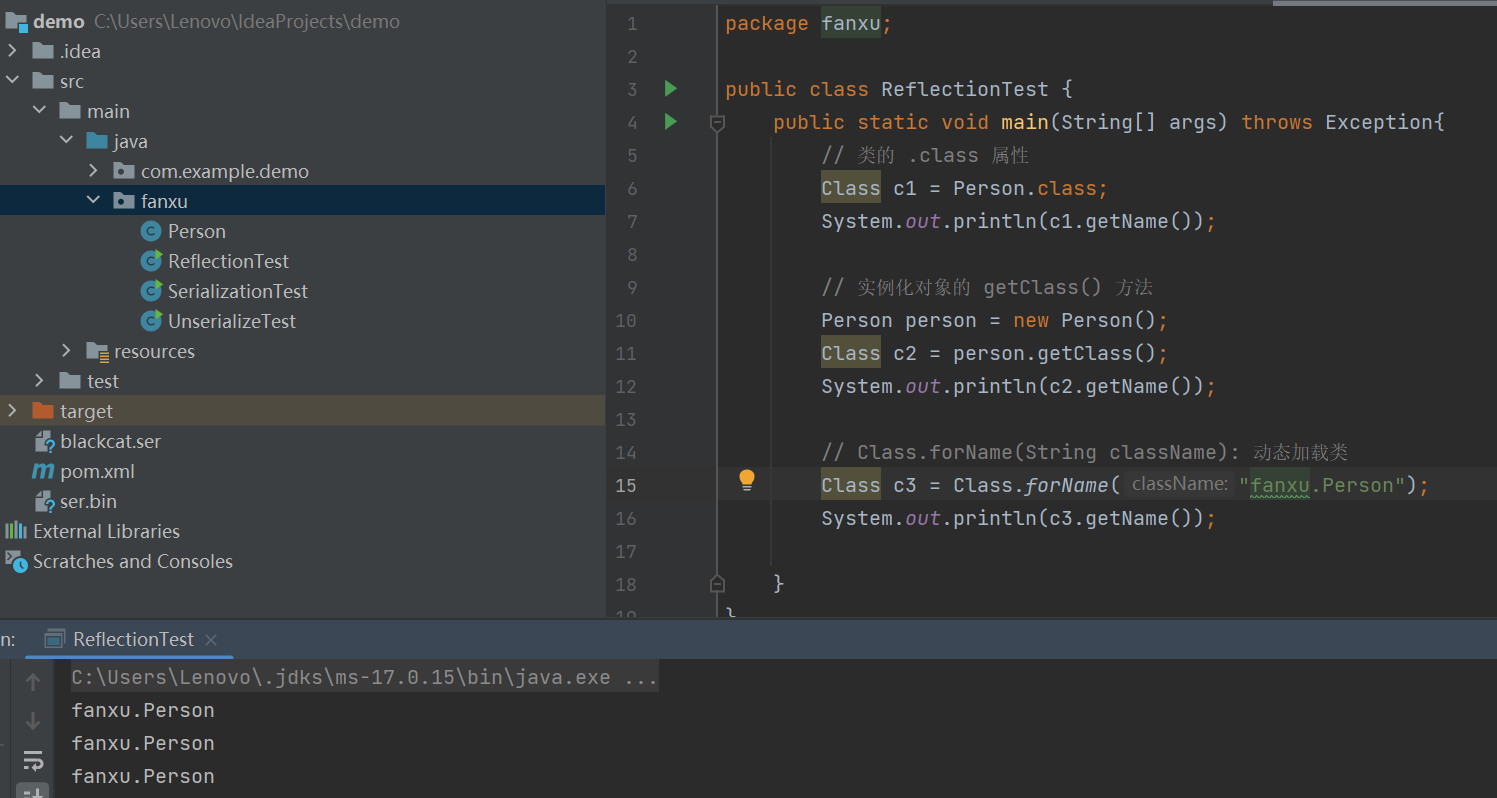 demo C:\Users\Lenovo\IdeaProjects\demo
.idea
src
main
java
com.example.demo
fanxu
Person
ReflectionTest
SerializationTest
UnserializeTest
resources
test
target
blackcat.ser
pom.xml
ser.bin
External Libraries
Scratches and Consoles
1 package fanxu;
2
3 public class ReflectionTest {
4 public static void main(String[] args) throws Exception{
5 // 类的 .class 属性
6 Class c1 = Person.class;
7 System.out.println(c1.getName());
8
9 // 实例化对象的 getClass() 方法
10 Person person = new Person();
11 Class c2 = person.getClass();
12 System.out.println(c2.getName());
13
14 // Class.forName(String className): 动态加载类
15 Class c3 = Class.forName( className: "fanxu.Person");
16 System.out.println(c3.getName());
17
18 }
19 }
n: ReflectionTest
C:\Users\Lenovo\.jdks\ms-17.0.15\bin\java.exe ...
fanxu.Person
fanxu.Person
fanxu.Person